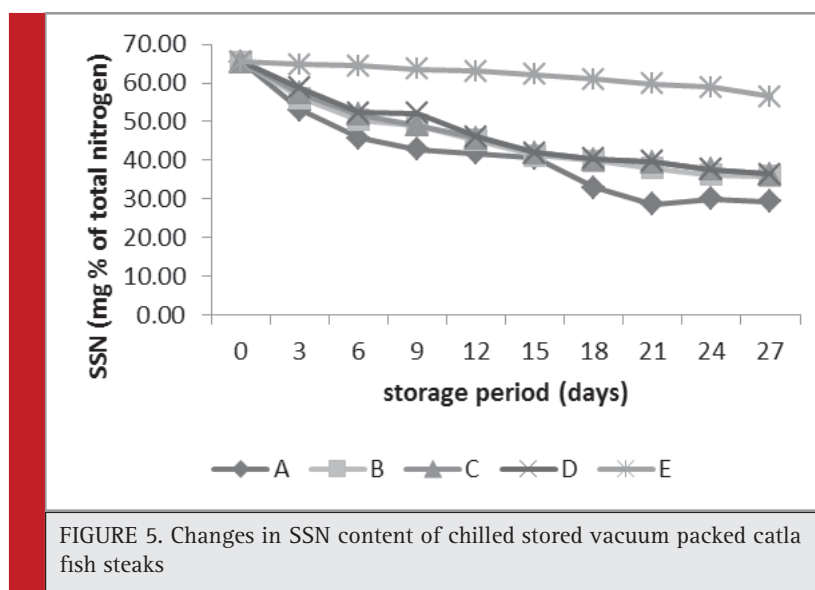 70.00
60.00
50.00
40.00
30.00
20.00
10.00
0.00
SSN (mg % of total nitrogen)
0 3 6 9 12 15 18 21 24 27
storage period (days)
A B C D E
FIGURE 5. Changes in SSN content of chilled stored vacuum packed catla
fish steaks